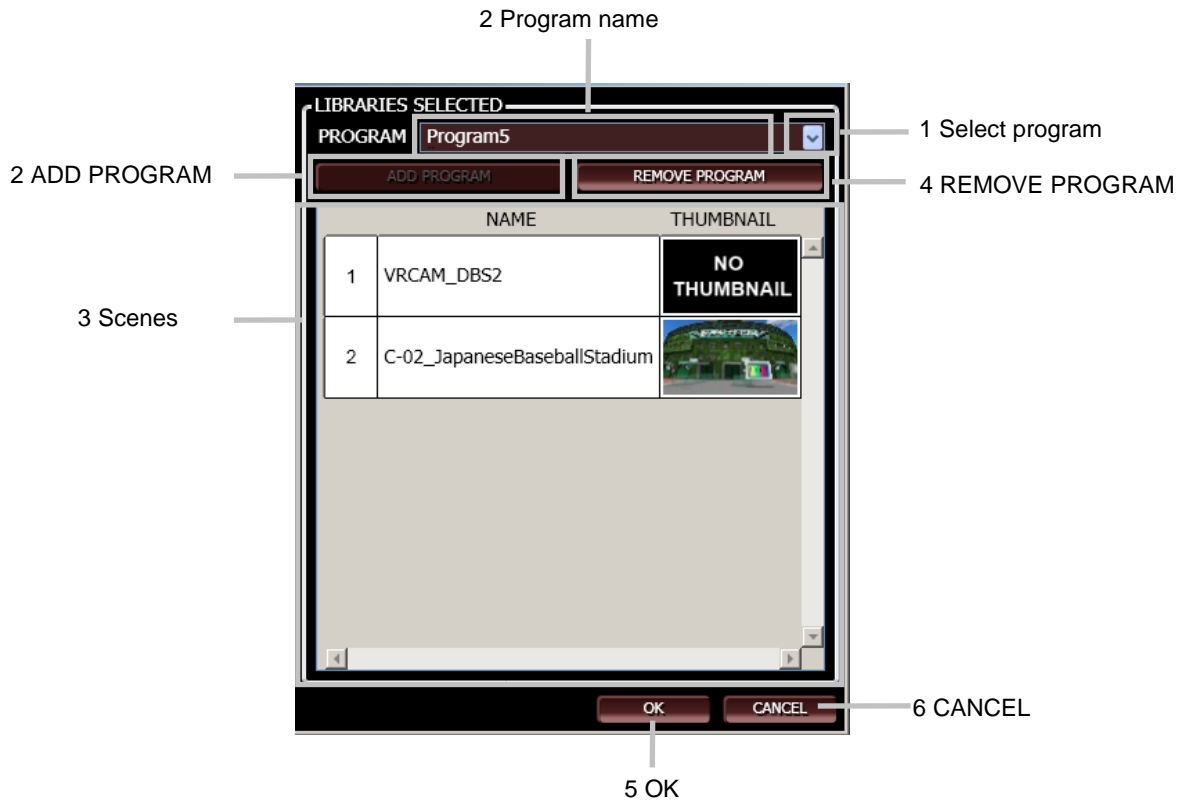 2 Program name
LIBRARIES SELECTED
PROGRAM Program5
1 Select program
2 ADD PROGRAM
ADD PROGRAM
REMOVE PROGRAM
4 REMOVE PROGRAM
NAME THUMBNAIL
1 VRCAM_DBS2
NO
THUMBNAIL
3 Scenes
2 C-02_JapaneseBaseballStadium
OK
CANCEL
6 CANCEL
5 OK